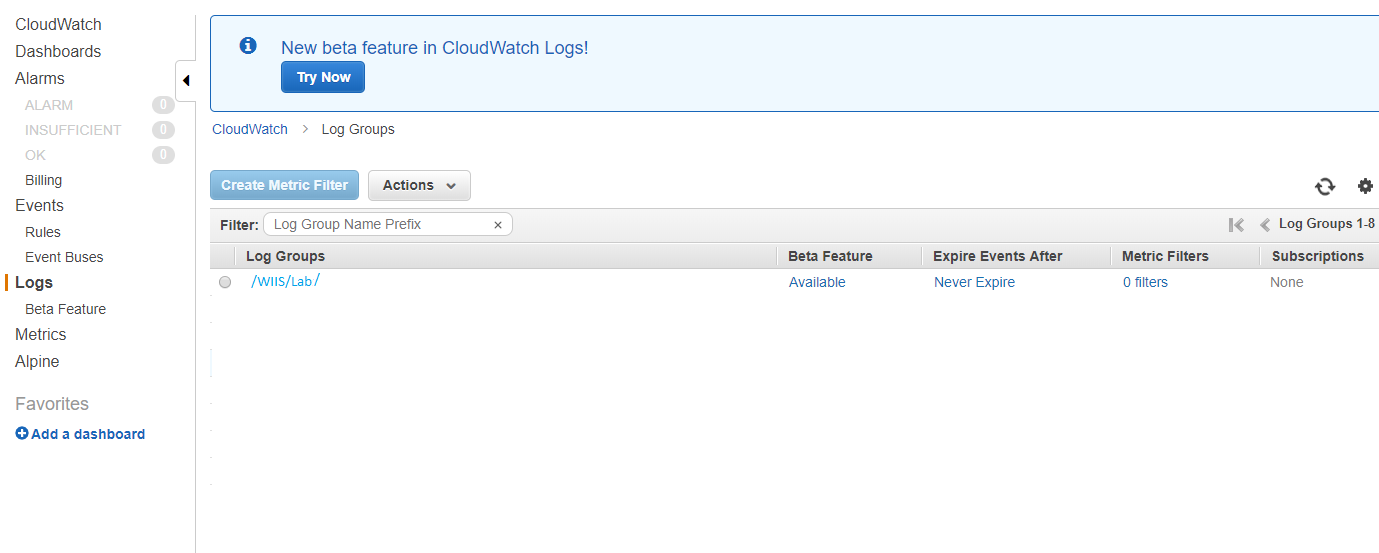 CloudWatch
Dashboards
Alarms
ALARM 0
INSUFFICIENT 0
OK 0
Billing
Events
Rules
Event Buses
Logs
Beta Feature
Metrics
Alpine
Favorites
Add a dashboard
New beta feature in CloudWatch Logs!
Try Now
CloudWatch > Log Groups
Create Metric Filter Actions
Filter: Log Group Name Prefix × Log Groups 1-8
Log Groups Beta Feature Expire Events After Metric Filters Subscriptions
/WIIS/Lab/ Available Never Expire 0 filters None